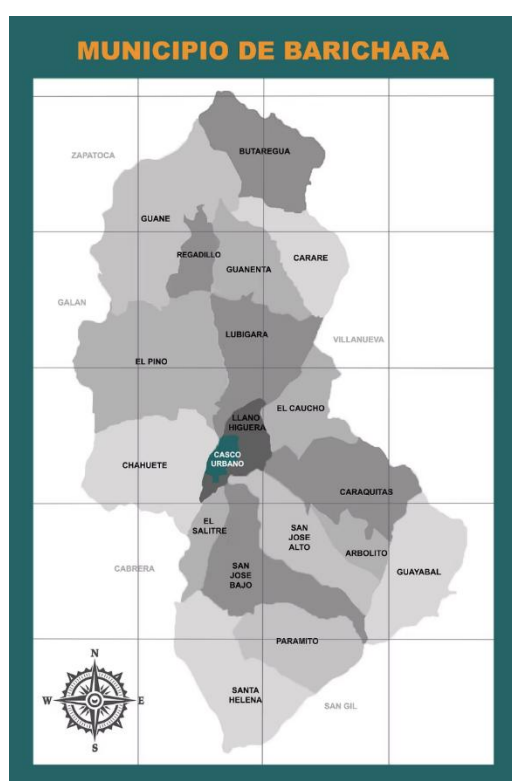 MUNICIPIO DE BARICHARA
BUTAREGUA
ZAPATOCA
GUANE
REGADILLO
CARARE
GUANENTA
GALAN
LUBIGARA
VILLANUEVA
EL PINO
EL CAUCHO
LLANO
HIGUERA
CASCO
URBANO
CHAHUETE
CARAQUITAS
EL
SALITRE
SAN
JOSE
ALTO
ARBOLITO
CABRERA
SAN
JOSE
BAJO
GUAYABAL
PARAMITO
N
W
E
S
SANTA
HELENA
SAN GIL